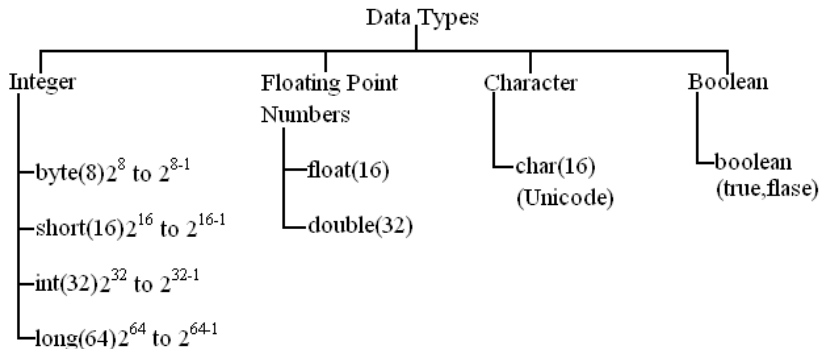 Data Types
Integer
byte(8)2^8 to 2^8-1
short(16)2^16 to 2^16-1
int(32)2^32 to 2^32-1
long(64)2^64 to 2^64-1
Floating Point
Numbers
float(16)
double(32)
Character
char(16)
(Unicode)
Boolean
boolean
(true,flase)